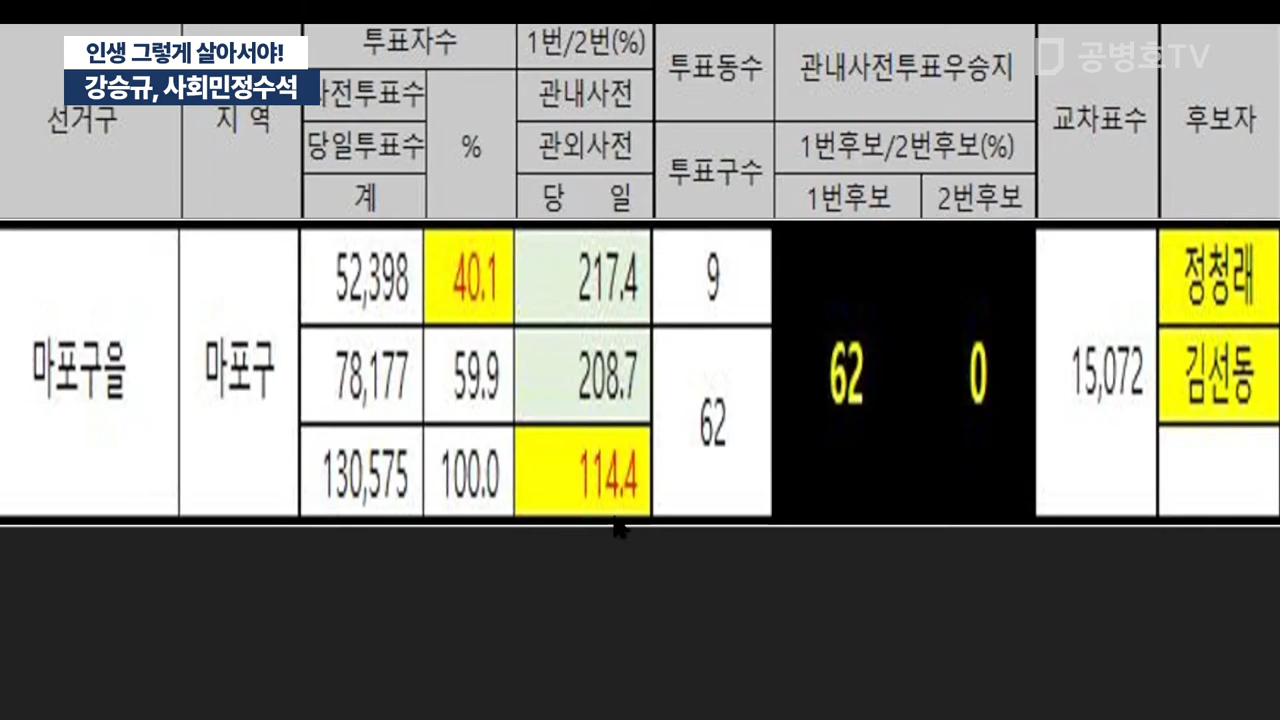 인생 그렇게 살아서야!
강승규, 사회민정수석
공병호TV
선거구
지 역
투표자수
사전투표수
당일투표수
계
%
1번/2번(%)
관내사전
관외사전
당 일
투표동수
투표구수
관내사전투표우승지
1번후보/2번후보(%)
1번후보
2번후보
교차표수
후보자
마포구을
마포구
52,398
40.1
217.4
9
정청래
78,177
59.9
208.7
62
62
0
15,072
김선동
130,575
100.0
114.4